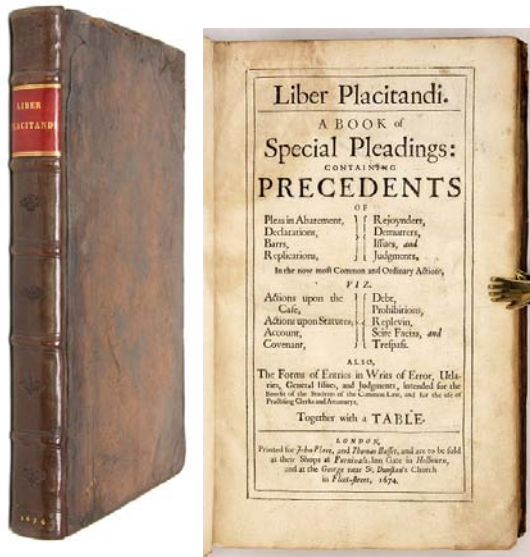 LIBER
PLACITANDI
1674
Liber Placitandi.
A BOOK of
Special Pleadings:
CONTAINING
PRECEDENTS
OF
Pleas in Abatement,
Declarations,
Barrs,
Replications,
Rejoynders,
Demurrers,
Issues, and
Judgments,
In the now most Common and Ordinary Actions,
VIZ.
Actions upon the
Case,
Actions upon Statutes,
Account,
Covenant,
Debt,
Prohibitions,
Replevin,
Scire Facias, and
Trespass.
ALSO,
The Forms of Entries in Writs of Error, Utla-
ries, General Issues, and Judgments, intended for the
Benefit of the Students of the Common Law, and for the use of
Practising Clerks and Attorneys.
Together with a TABLE.
LONDON,
Printed for John Place, and Thomas Basset, and are to be sold
at their Shops at Furnivals-Inn Gate in Holbourn,
and at the George near St. Dunstan's Church
in Fleet-street, 1674.